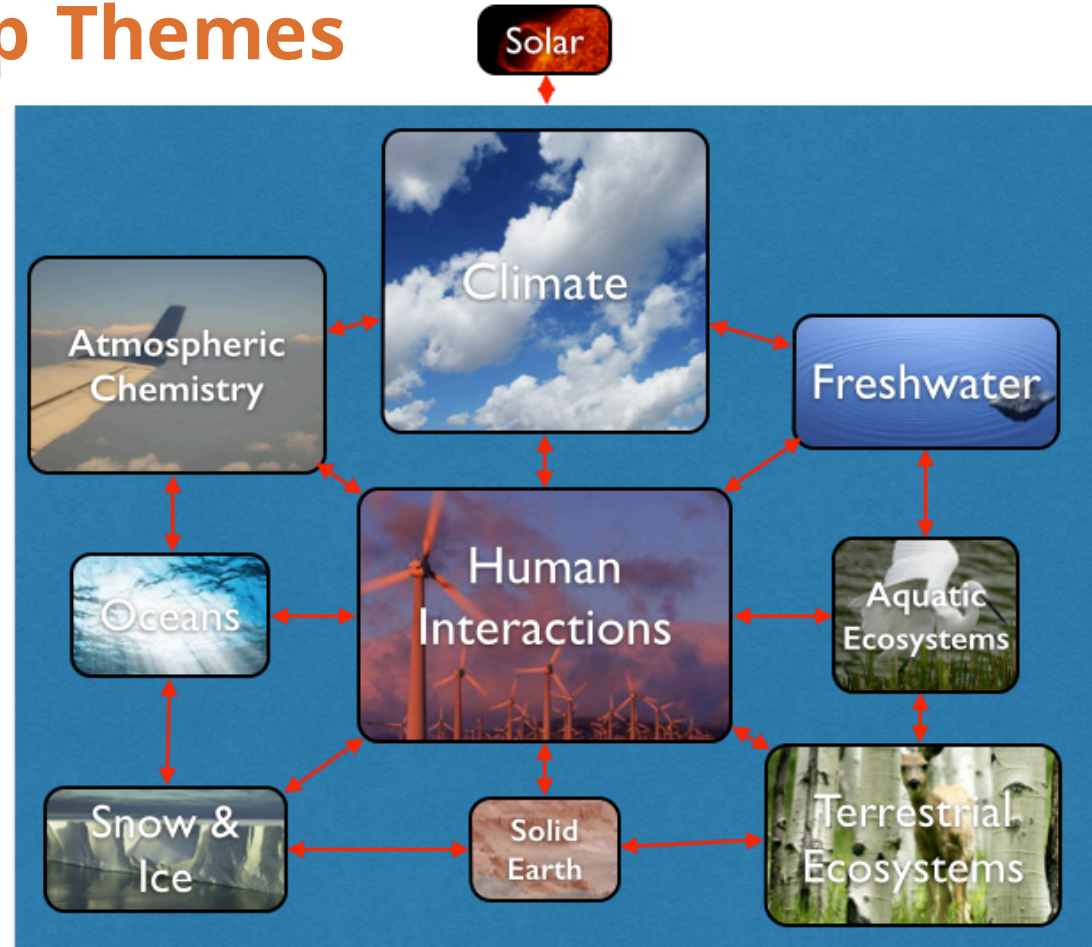 p Themes
Solar
Climate
Atmospheric
Chemistry
Freshwater
Human
Interactions
Oceans
Aquatic
Ecosystems
Snow &
Ice
Solid
Earth
Terrestrial
Ecosystems